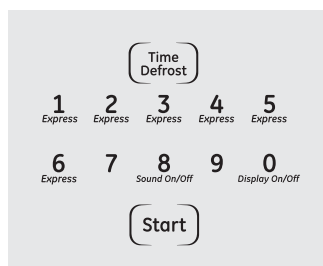 Time
Defrost
1 2 3 4 5
Express Express Express Express Express
6 7 8 9 0
Express Sound On/Off Display On/Off
Start